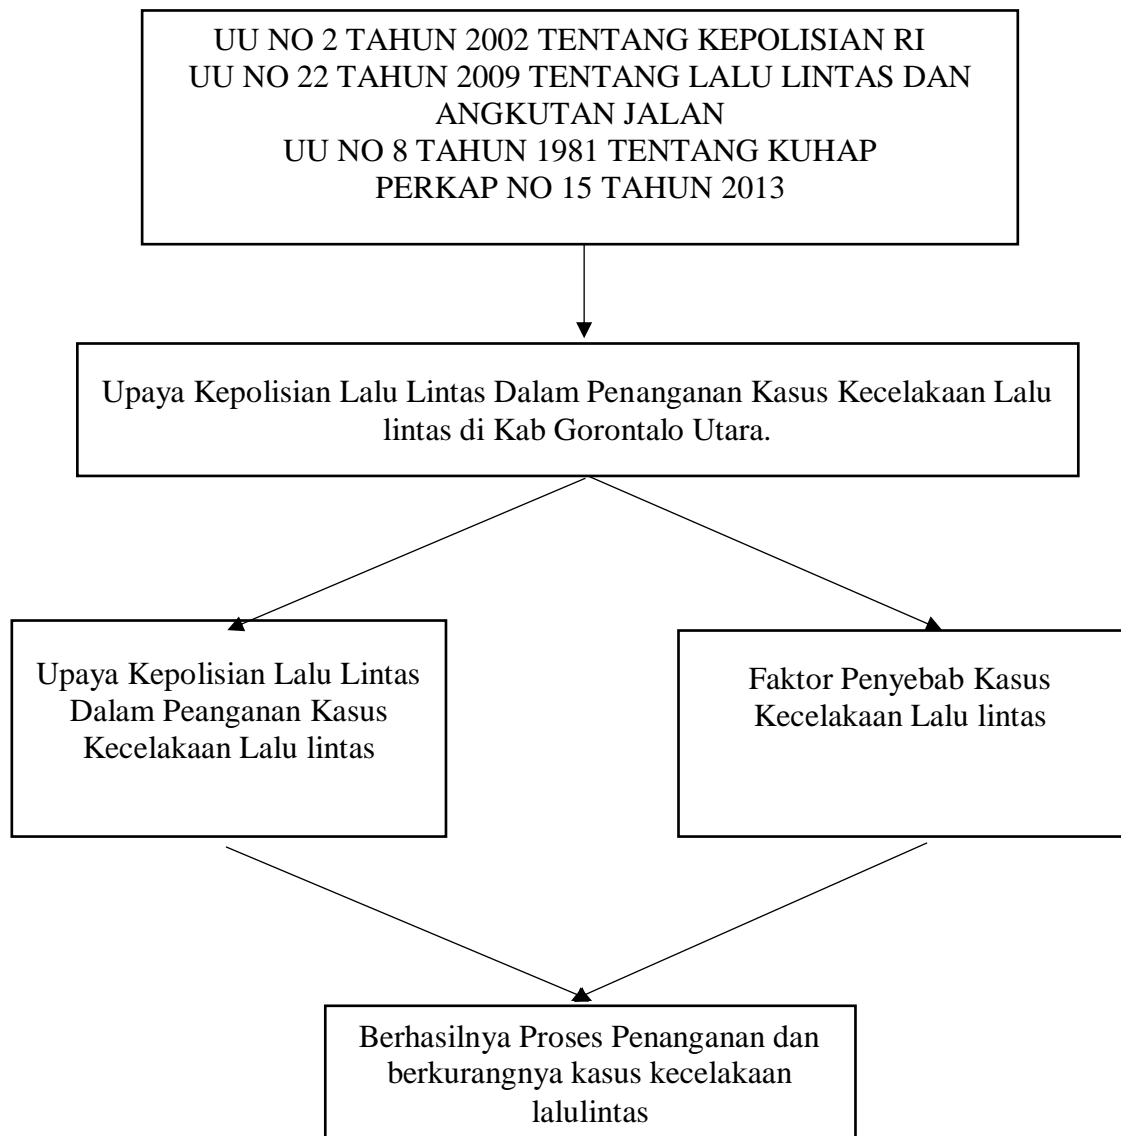 UU NO 2 TAHUN 2002 TENTANG KEPOLISIAN RI
UU NO 22 TAHUN 2009 TENTANG LALU LINTAS DAN
ANGKUTAN JALAN
UU NO 8 TAHUN 1981 TENTANG KUHAP
PERKAP NO 15 TAHUN 2013
Upaya Kepolisian Lalu Lintas Dalam Penanganan Kasus Kecelakaan Lalu
lintas di Kab Gorontalo Utara.
Upaya Kepolisian Lalu Lintas
Dalam Peanganan Kasus
Kecelakaan Lalu lintas
Faktor Penyebab Kasus
Kecelakaan Lalu lintas
Berhasilnya Proses Penanganan dan
berkurangnya kasus kecelakaan
lalulintas